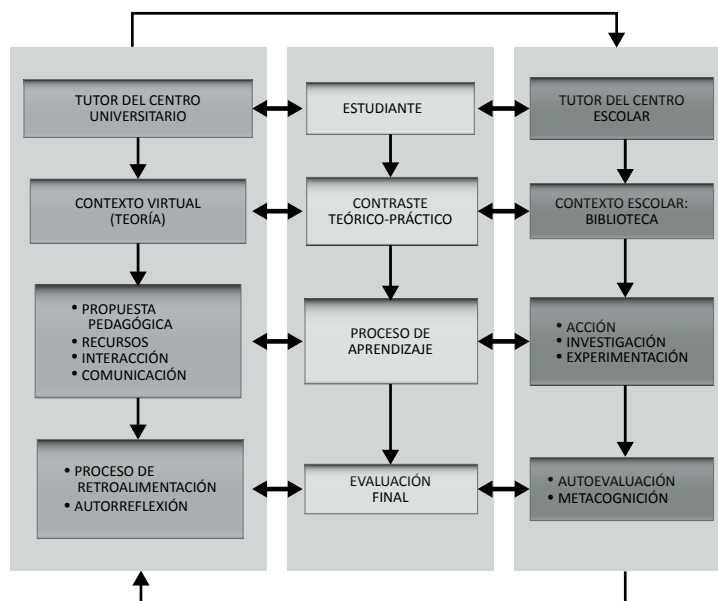 TUTOR DEL CENTRO
UNIVERSITARIO
ESTUDIANTE
TUTOR DEL CENTRO
ESCOLAR
CONTEXTO VIRTUAL
(TEORÍA)
CONTRASTE
TEÓRICO-PRÁCTICO
CONTEXTO ESCOLAR:
BIBLIOTECA
• PROPUESTA
PEDAGÓGICA
• RECURSOS
• INTERACCIÓN
• COMUNICACIÓN
PROCESO DE
APRENDIZAJE
• ACCIÓN
• INVESTIGACIÓN
• EXPERIMENTACIÓN
• PROCESO DE
RETROALIMENTACIÓN
• AUTORREFLEXIÓN
EVALUACIÓN
FINAL
• AUTOEVALUACIÓN
• METACOGNICIÓN